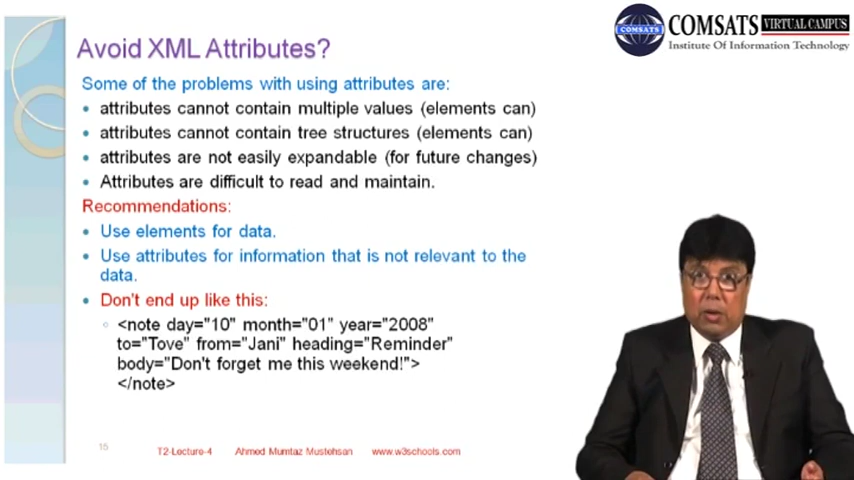 Avoid XML Attributes?
Some of the problems with using attributes are:
• attributes cannot contain multiple values (elements can)
• attributes cannot contain tree structures (elements can)
• attributes are not easily expandable (for future changes)
• Attributes are difficult to read and maintain.
Recommendations:
• Use elements for data.
• Use attributes for information that is not relevant to the
data.
• Don't end up like this:
◦ <note day="10" month="01" year="2008"
to="Tove" from="Jani" heading="Reminder"
body="Don't forget me this weekend!">
</note>
15
T2-Lecture-4 Ahmed Mumtaz Mustehsan www.w3schools.com
COMSATS
COMSATS VIRTUAL CAMPUS
Institute Of Information Technology